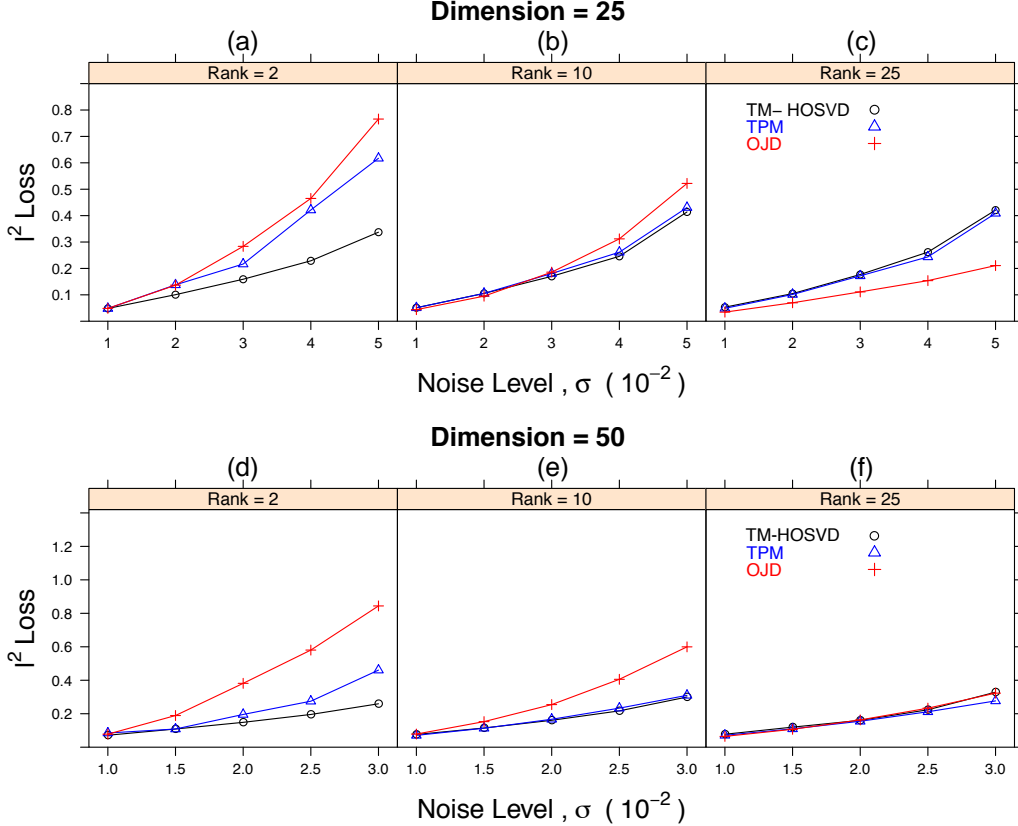 Dimension = 25
(a) (b) (c)
Rank = 2 Rank = 10 Rank = 25
0.8
0.7
0.6
0.5
0.4
0.3
0.2
0.1
l² Loss
TM− HOSVD
TPM
OJD
1 2 3 4 5 1 2 3 4 5 1 2 3 4 5
Noise Level , σ ( 10⁻² )
Dimension = 50
(d) (e) (f)
Rank = 2 Rank = 10 Rank = 25
1.2
1.0
0.8
0.6
0.4
0.2
l² Loss
TM-HOSVD
TPM
OJD
1.0 1.5 2.0 2.5 3.0 1.0 1.5 2.0 2.5 3.0 1.0 1.5 2.0 2.5 3.0
Noise Level , σ ( 10⁻² )